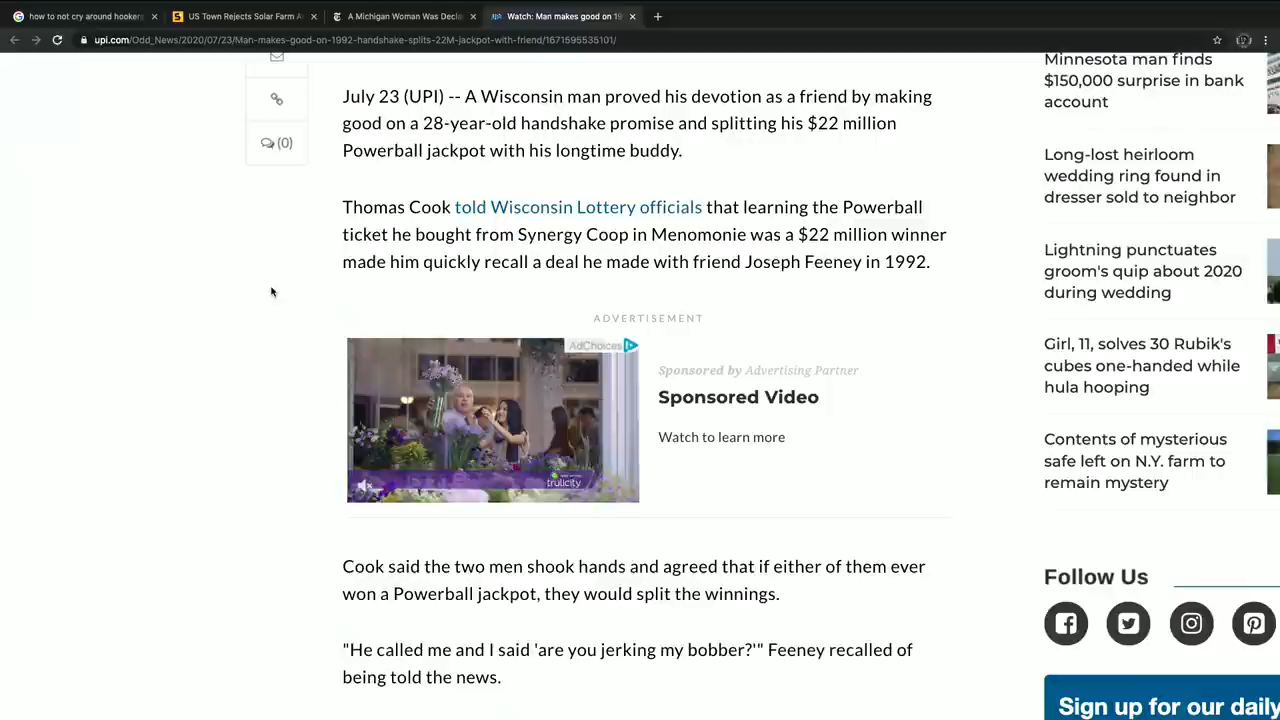 how to not cry around hookers
US Town Rejects Solar Farm A
A Michigan Woman Was Decla
Watch: Man makes good on 19
upi.com/Odd_News/2020/07/23/Man-makes-good-on-1992-handshake-splits-22M-jackpot-with-friend/1671595535101/
(0)
July 23 (UPI) -- A Wisconsin man proved his devotion as a friend by making
good on a 28-year-old handshake promise and splitting his $22 million
Powerball jackpot with his longtime buddy.
Thomas Cook told Wisconsin Lottery officials that learning the Powerball
ticket he bought from Synergy Coop in Menomonie was a $22 million winner
made him quickly recall a deal he made with friend Joseph Feeney in 1992.
ADVERTISEMENT
AdChoices
trulicity
Sponsored by Advertising Partner
Sponsored Video
Watch to learn more
Cook said the two men shook hands and agreed that if either of them ever
won a Powerball jackpot, they would split the winnings.
"He called me and I said 'are you jerking my bobber?'" Feeney recalled of
being told the news.
Minnesota man finds
$150,000 surprise in bank
account
Long-lost heirloom
wedding ring found in
dresser sold to neighbor
Lightning punctuates
groom's quip about 2020
during wedding
Girl, 11, solves 30 Rubik's
cubes one-handed while
hula hooping
Contents of mysterious
safe left on N.Y. farm to
remain mystery
Follow Us
Sign up for our daily